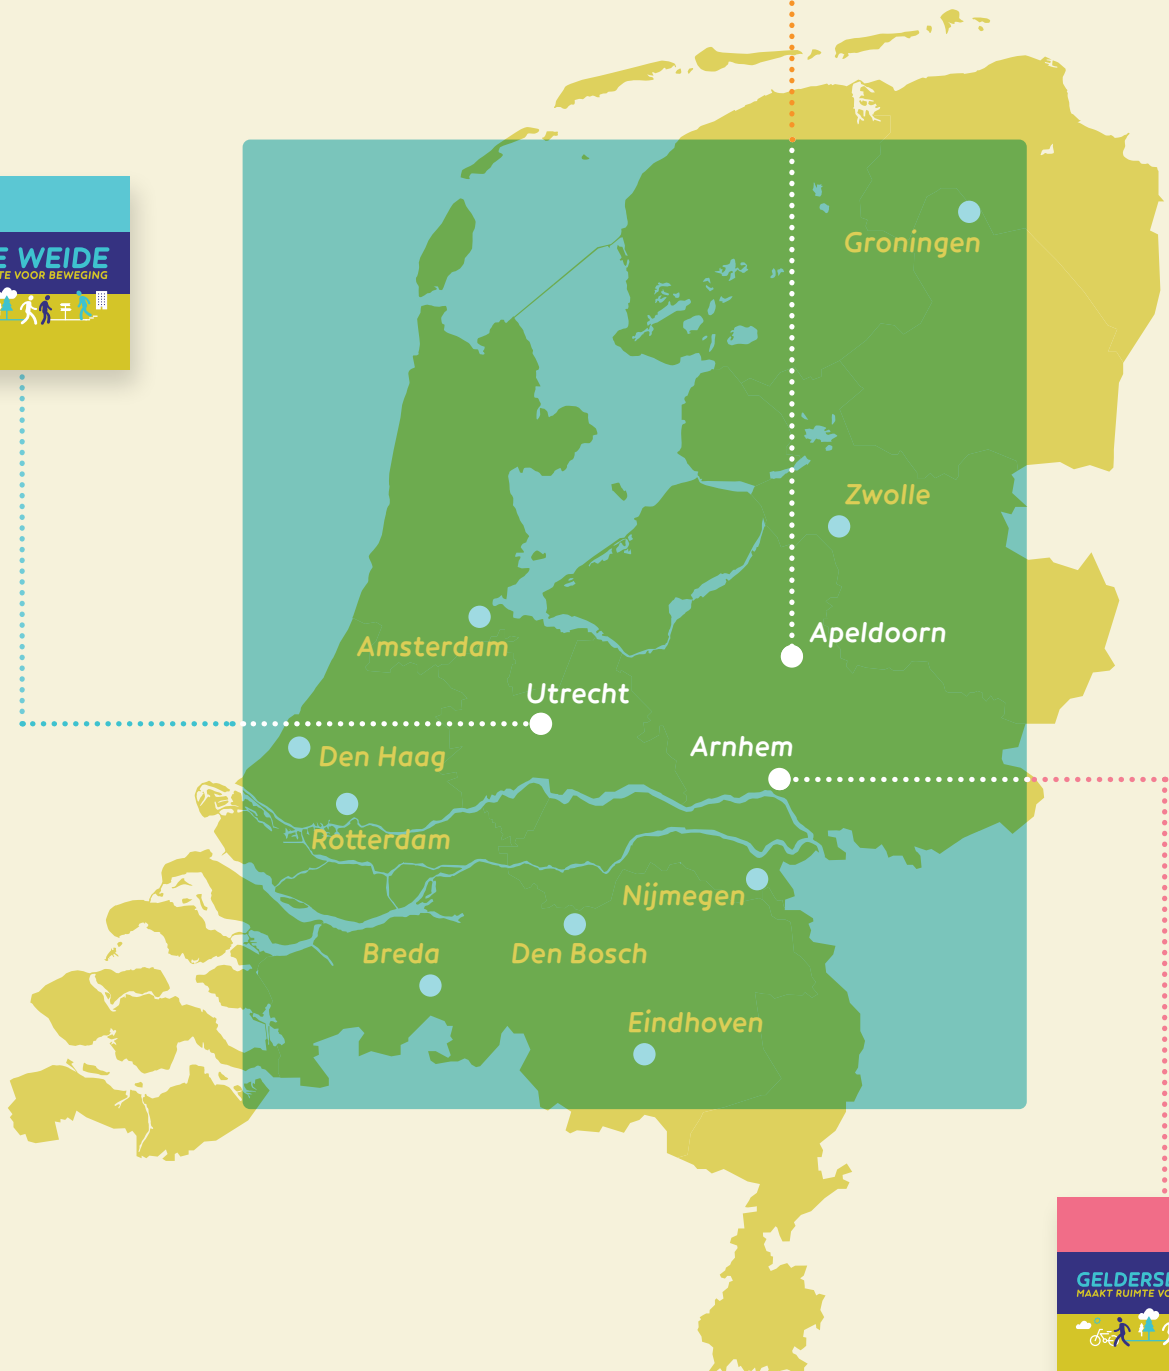 Groningen
E WEIDE
TE VOOR BEWEGING
Zwolle
Apeldoorn
Amsterdam
Utrecht
Arnhem
Den Haag
Rotterdam
Nijmegen
Breda
Den Bosch
Eindhoven
GELDERSE
MAAKT RUIMTE VO